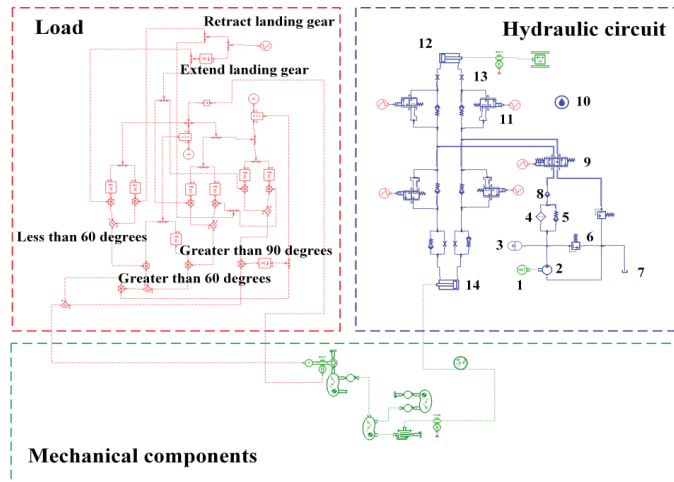 Load
Retract landing gear
Extend landing gear
Less than 60 degrees
Greater than 90 degrees
Greater than 60 degrees
Hydraulic circuit
12
13
10
11
9
8
4
5
3
6
2
7
1
14
Mechanical components